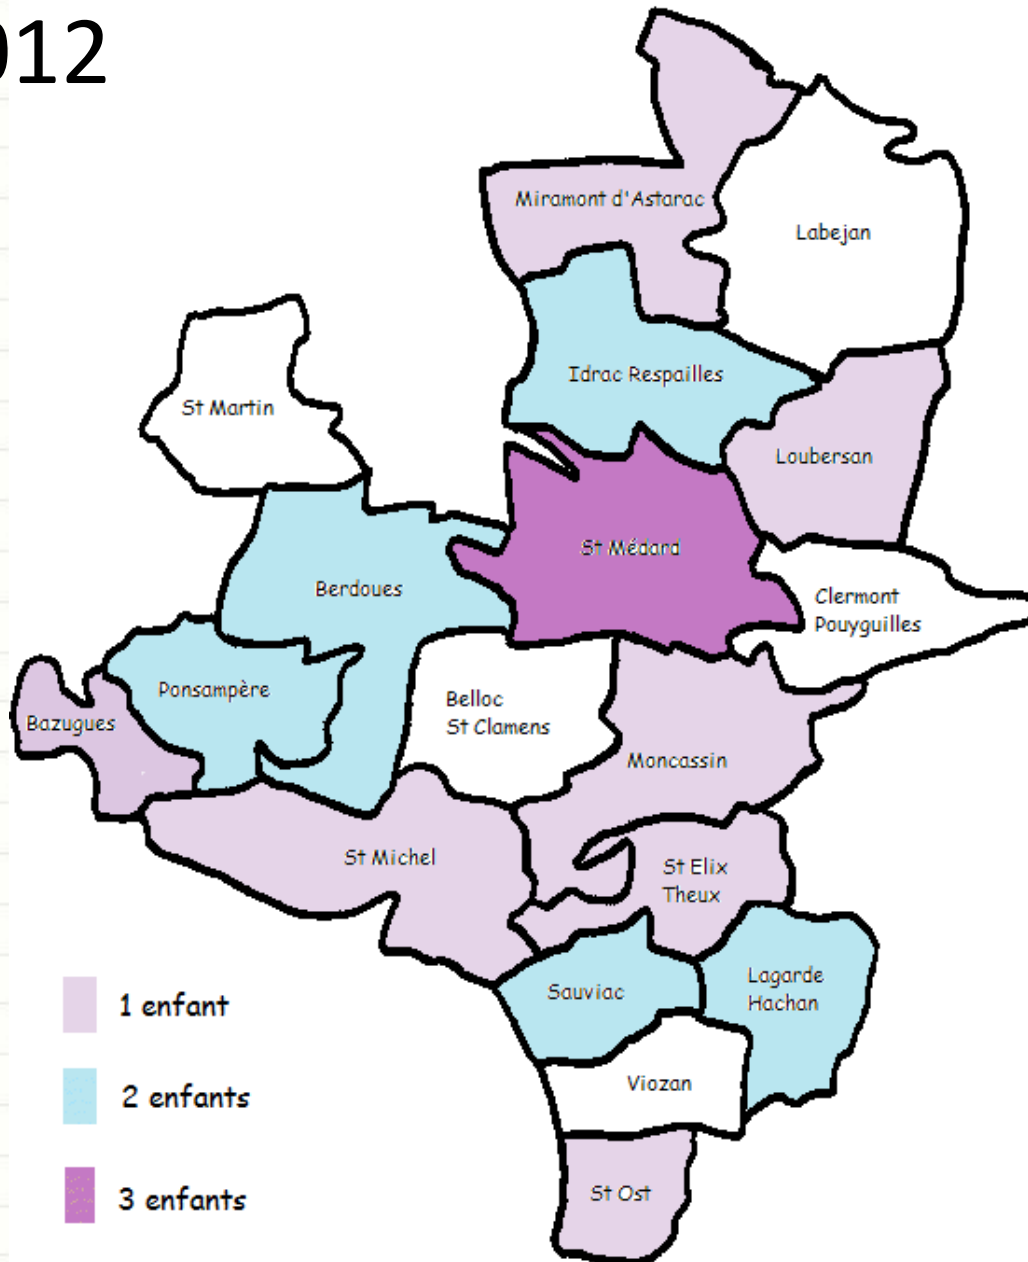 012
Miramont d'Astarac
Labejan
Idrac Respailles
St Martin
Loubersan
St Médard
Berdoues
Clermont
Pouyguilles
Ponsampère
Belloc
St Clamens
Bazugues
Moncassin
St Michel
St Elix
Theux
Sauviac
Lagarde
Hachan
Viozan
St Ost
1 enfant
2 enfants
3 enfants